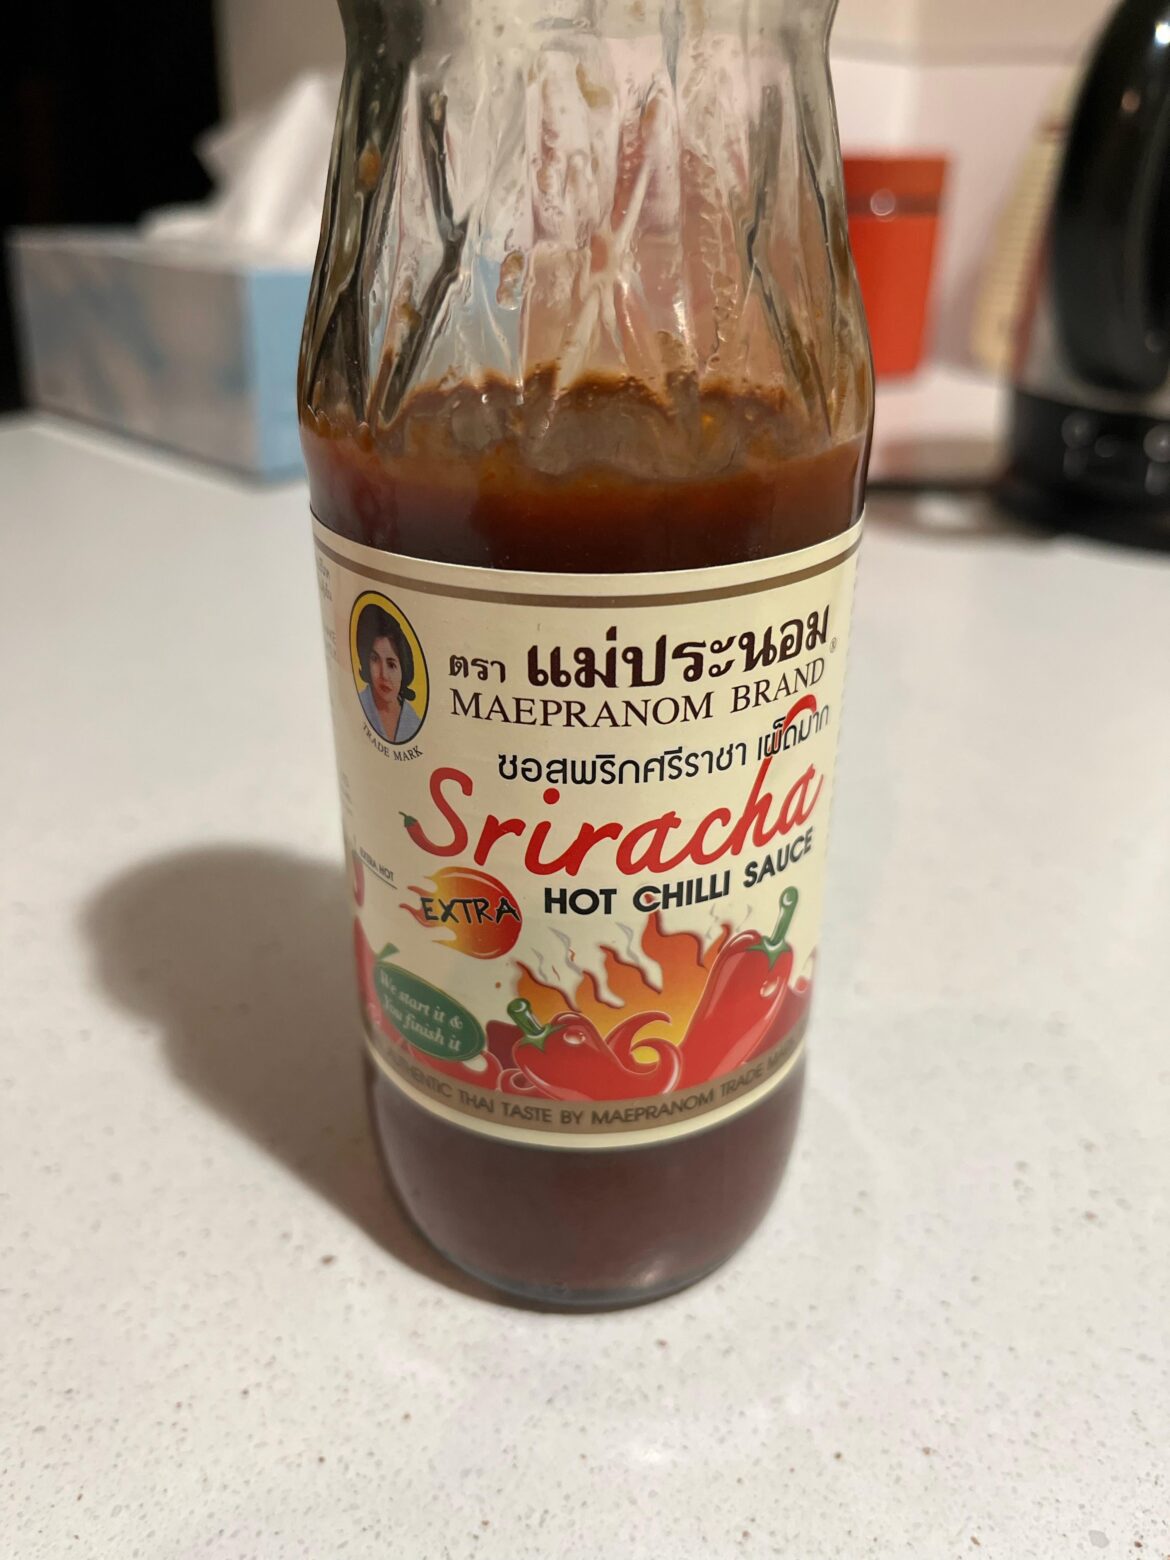 ตรา แม่ประนอม®
MAEPRANOM BRAND
TRADE MARK
ซอสพริกศรีราชา เผ็ดมาก
Sriracha
EXTRA HOT
EXTRA
HOT CHILLI SAUCE
We start it &
You finish it
AUTHENTIC THAI TASTE BY MAEPRANOM TRADE MARK